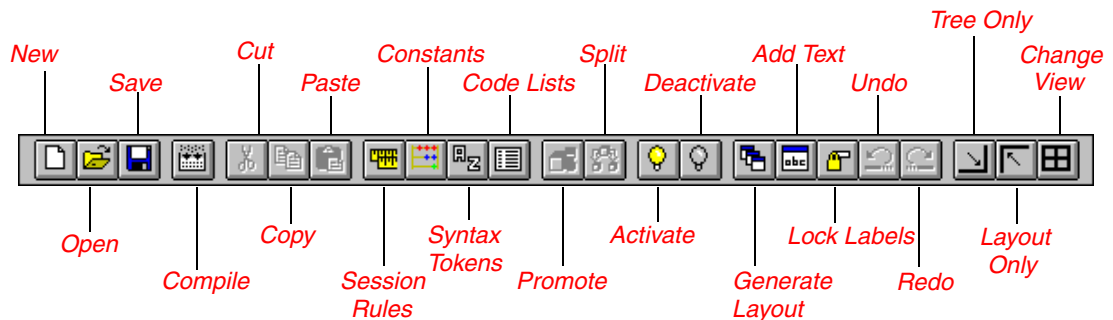 Tree Only
New
Cut
Constants
Split
Add Text
Change
View
Save
Paste
Code Lists
Deactivate
Undo
A
Z
abc
Open
Copy
Syntax
Tokens
Activate
Lock Labels
Layout
Only
Compile
Session
Rules
Promote
Generate
Layout
Redo